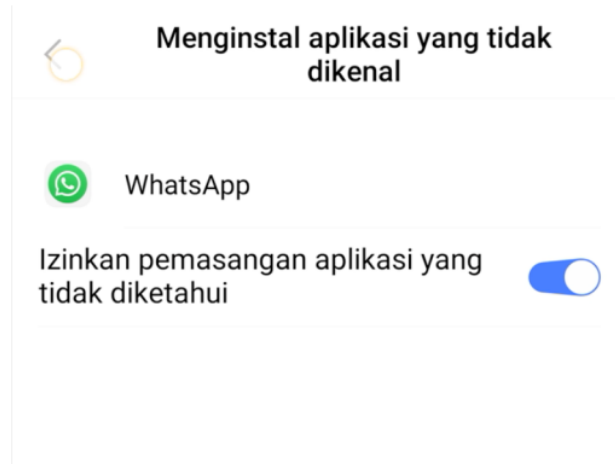 Menginstal aplikasi yang tidak
dikenal
WhatsApp
Izinkan pemasangan aplikasi yang
tidak diketahui